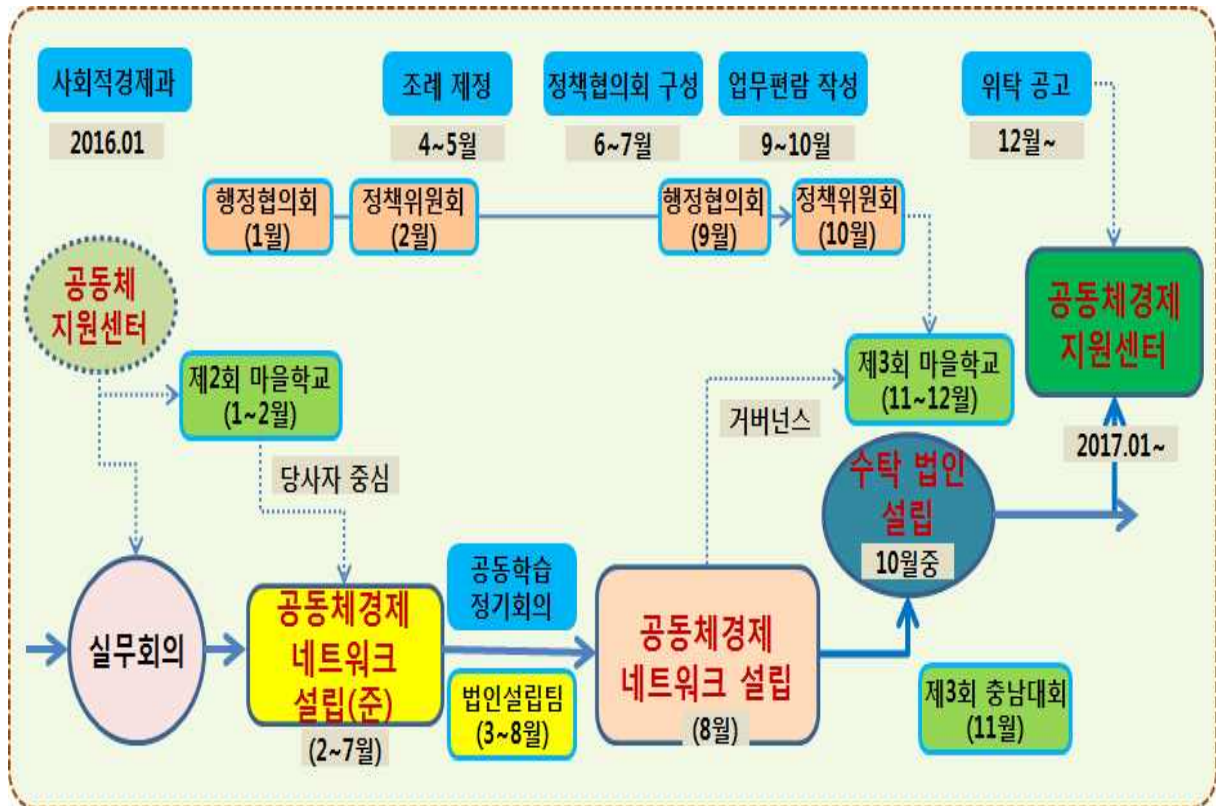 사회적경제과
조례 제정
정책협의회 구성
업무편람 작성
위탁 공고
2016.01
4~5월
6~7월
9~10월
12월~
행정협의회
(1월)
정책위원회
(2월)
행정협의회
(9월)
정책위원회
(10월)
공동체
지원센터
공동체경제
지원센터
제2회 마을학교
(1~2월)
제3회 마을학교
(11~12월)
거버넌스
2017.01~
당사자 중심
수탁 법인
설립
10월중
공동학습
정기회의
실무회의
공동체경제
네트워크
설립(준)
(2~7월)
법인설립팀
(3~8월)
공동체경제
네트워크 설립
(8월)
제3회 충남대회
(11월)